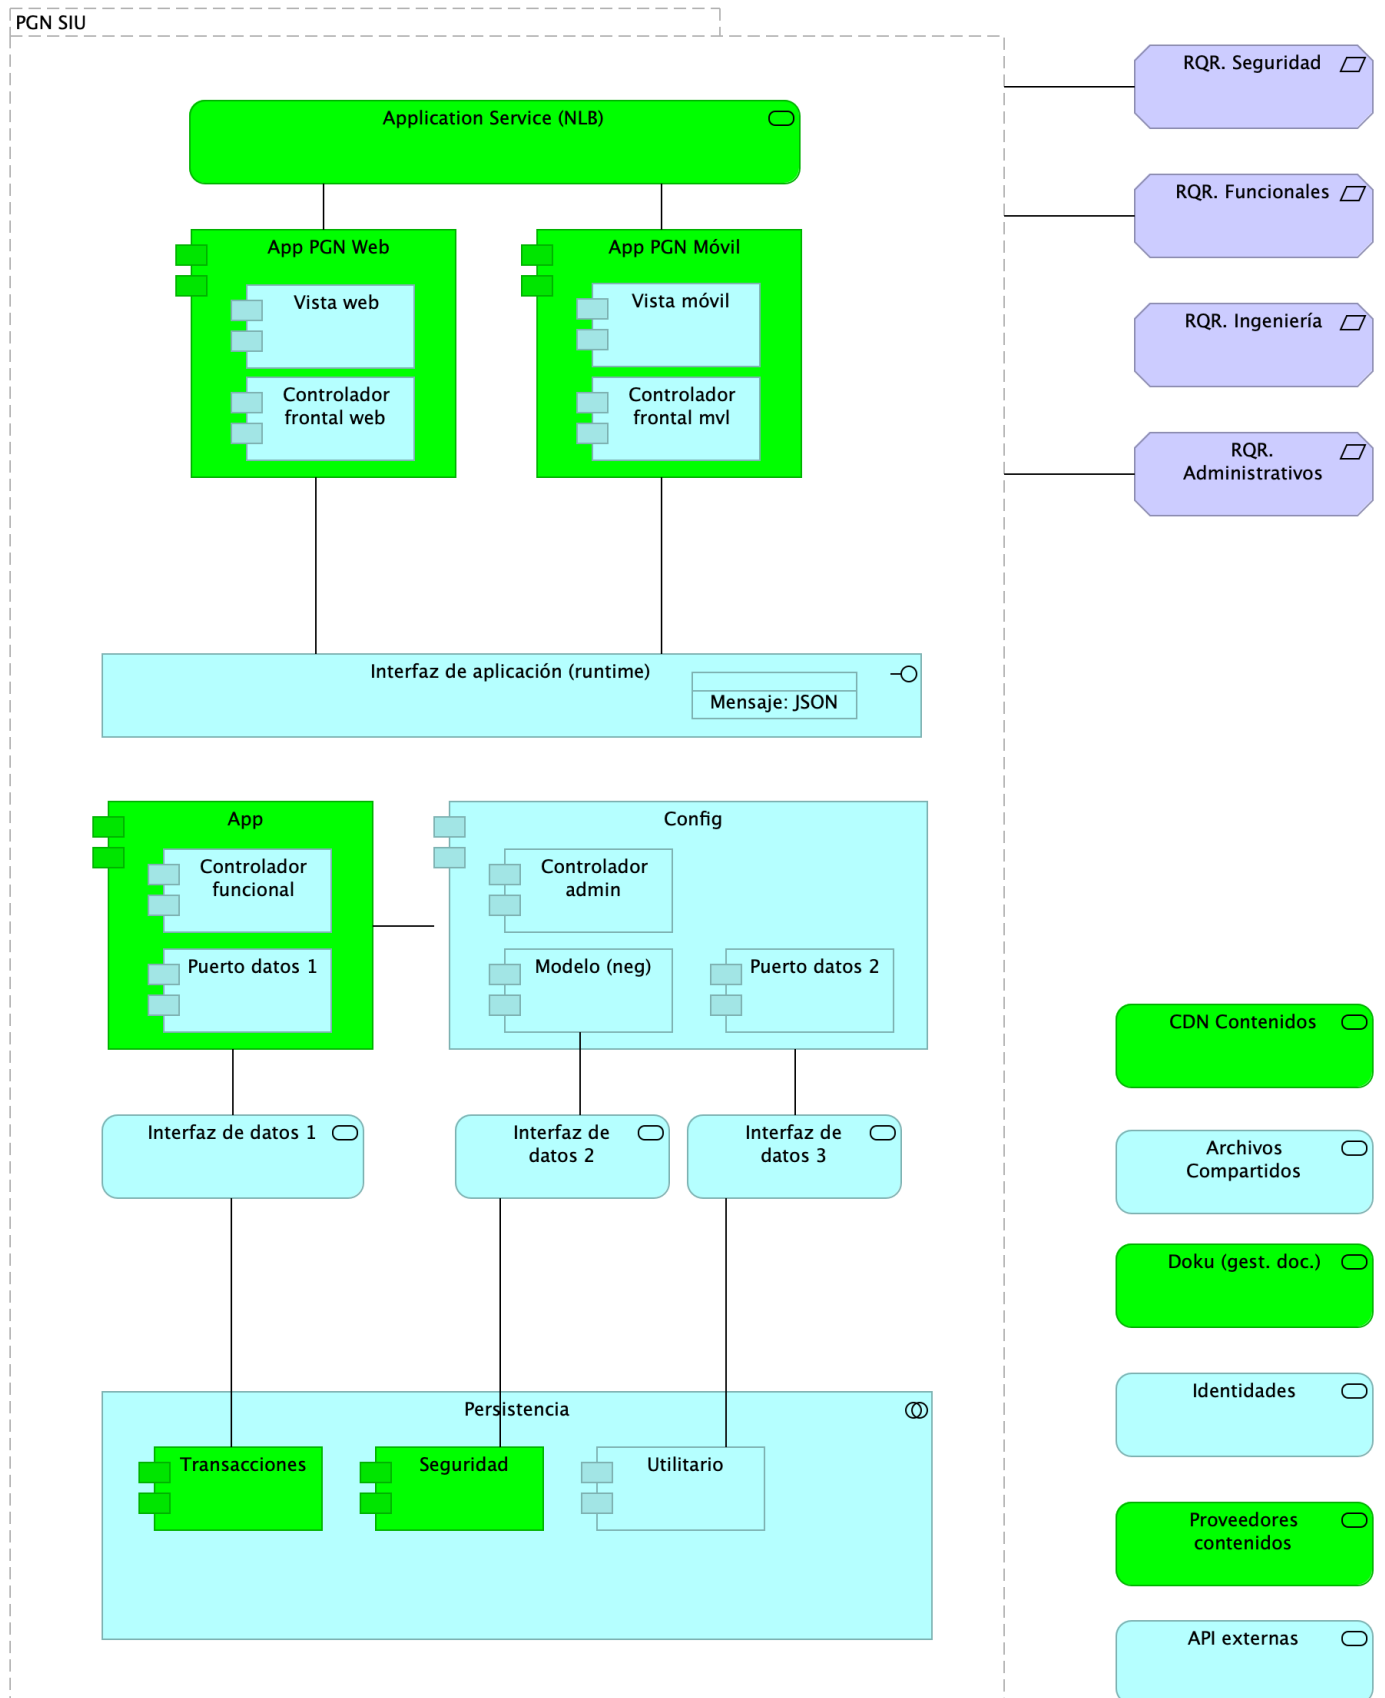 PGN SIU
RQR. Seguridad
Application Service (NLB)
RQR. Funcionales
App PGN Web
App PGN Móvil
Vista web
Vista móvil
RQR. Ingeniería
Controlador
frontal web
Controlador
frontal mvl
RQR.
Administrativos
Interfaz de aplicación (runtime)
Mensaje: JSON
App
Config
Controlador
funcional
Controlador
admin
Puerto datos 1
Modelo (neg)
Puerto datos 2
CDN Contenidos
Interfaz de datos 1
Interfaz de
datos 2
Interfaz de
datos 3
Archivos
Compartidos
Doku (gest. doc.)
Identidades
Persistencia
Transacciones
Seguridad
Utilitario
Proveedores
contenidos
API externas